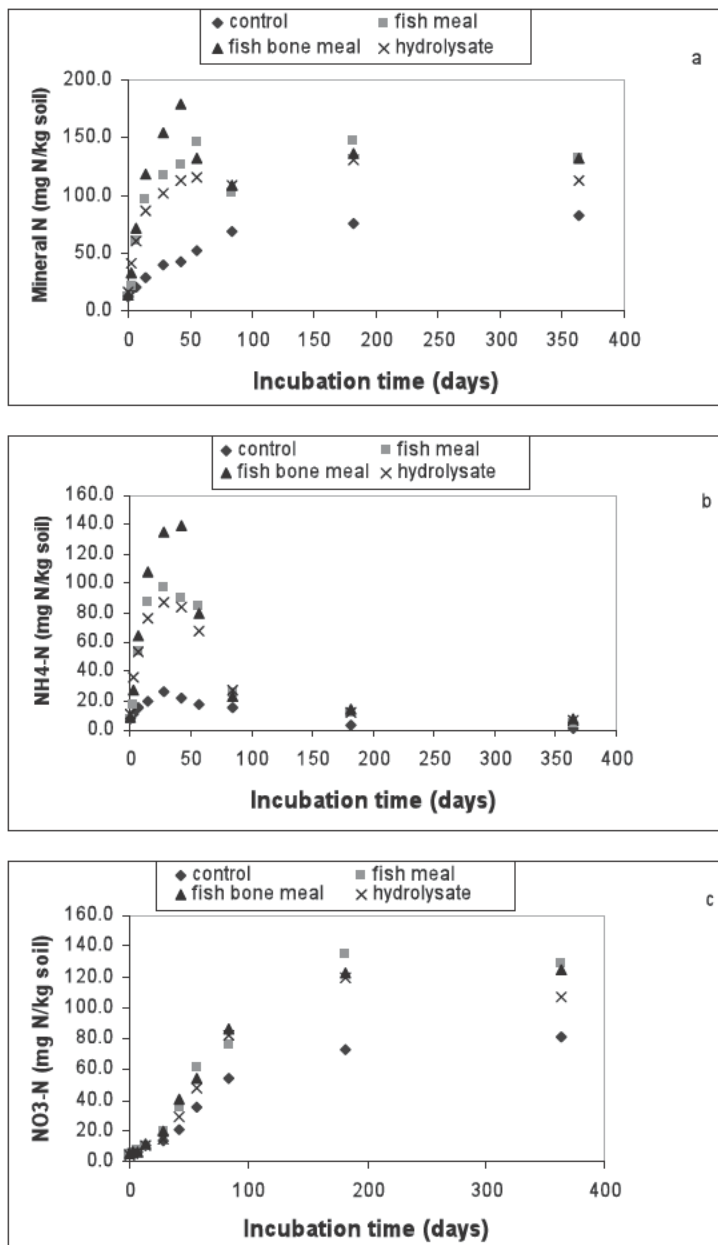 control fish meal
fish bone meal hydrolysate
a
200.0
150.0
100.0
50.0
0.0
Mineral N (mg N/kg soil)
0 50 100 150 200 250 300 350 400
Incubation time (days)
control fish meal
fish bone meal hydrolysate
b
160.0
140.0
120.0
100.0
80.0
60.0
40.0
20.0
0.0
NH4-N (mg N/kg soil)
0 50 100 150 200 250 300 350 400
Incubation time (days)
control fish meal
fish bone meal hydrolysate
c
160.0
140.0
120.0
100.0
80.0
60.0
40.0
20.0
0.0
NO3-N (mg N/kg soil)
0 100 200 300 400
Incubation time (days)